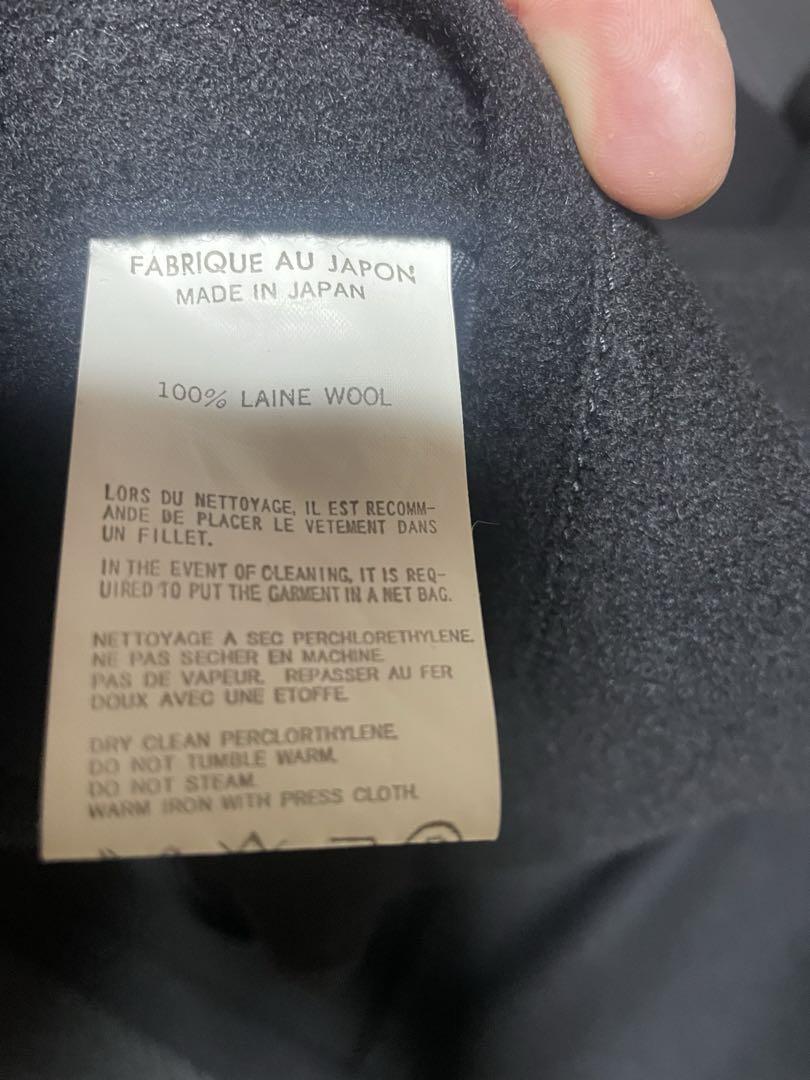 FABRIQUE AU JAPON
MADE IN JAPAN
100% LAINE WOOL
LORS DU NETTOYAGE, IL EST RECOMM-
ANDE DE PLACER LE VETEMENT DANS
UN FILLET.
IN THE EVENT OF CLEANING, IT IS REQ-
UIRED TO PUT THE GARMENT IN A NET BAG.
NETTOYAGE A SEC PERCHLORETHYLENE.
NE PAS SECHER EN MACHINE.
PAS DE VAPEUR. REPASSER AU FER
DOUX AVEC UNE ETOFFE.
DRY CLEAN PERCLORTHYLENE.
DO NOT TUMBLE WARM.
DO NOT STEAM.
WARM IRON WITH PRESS CLOTH.